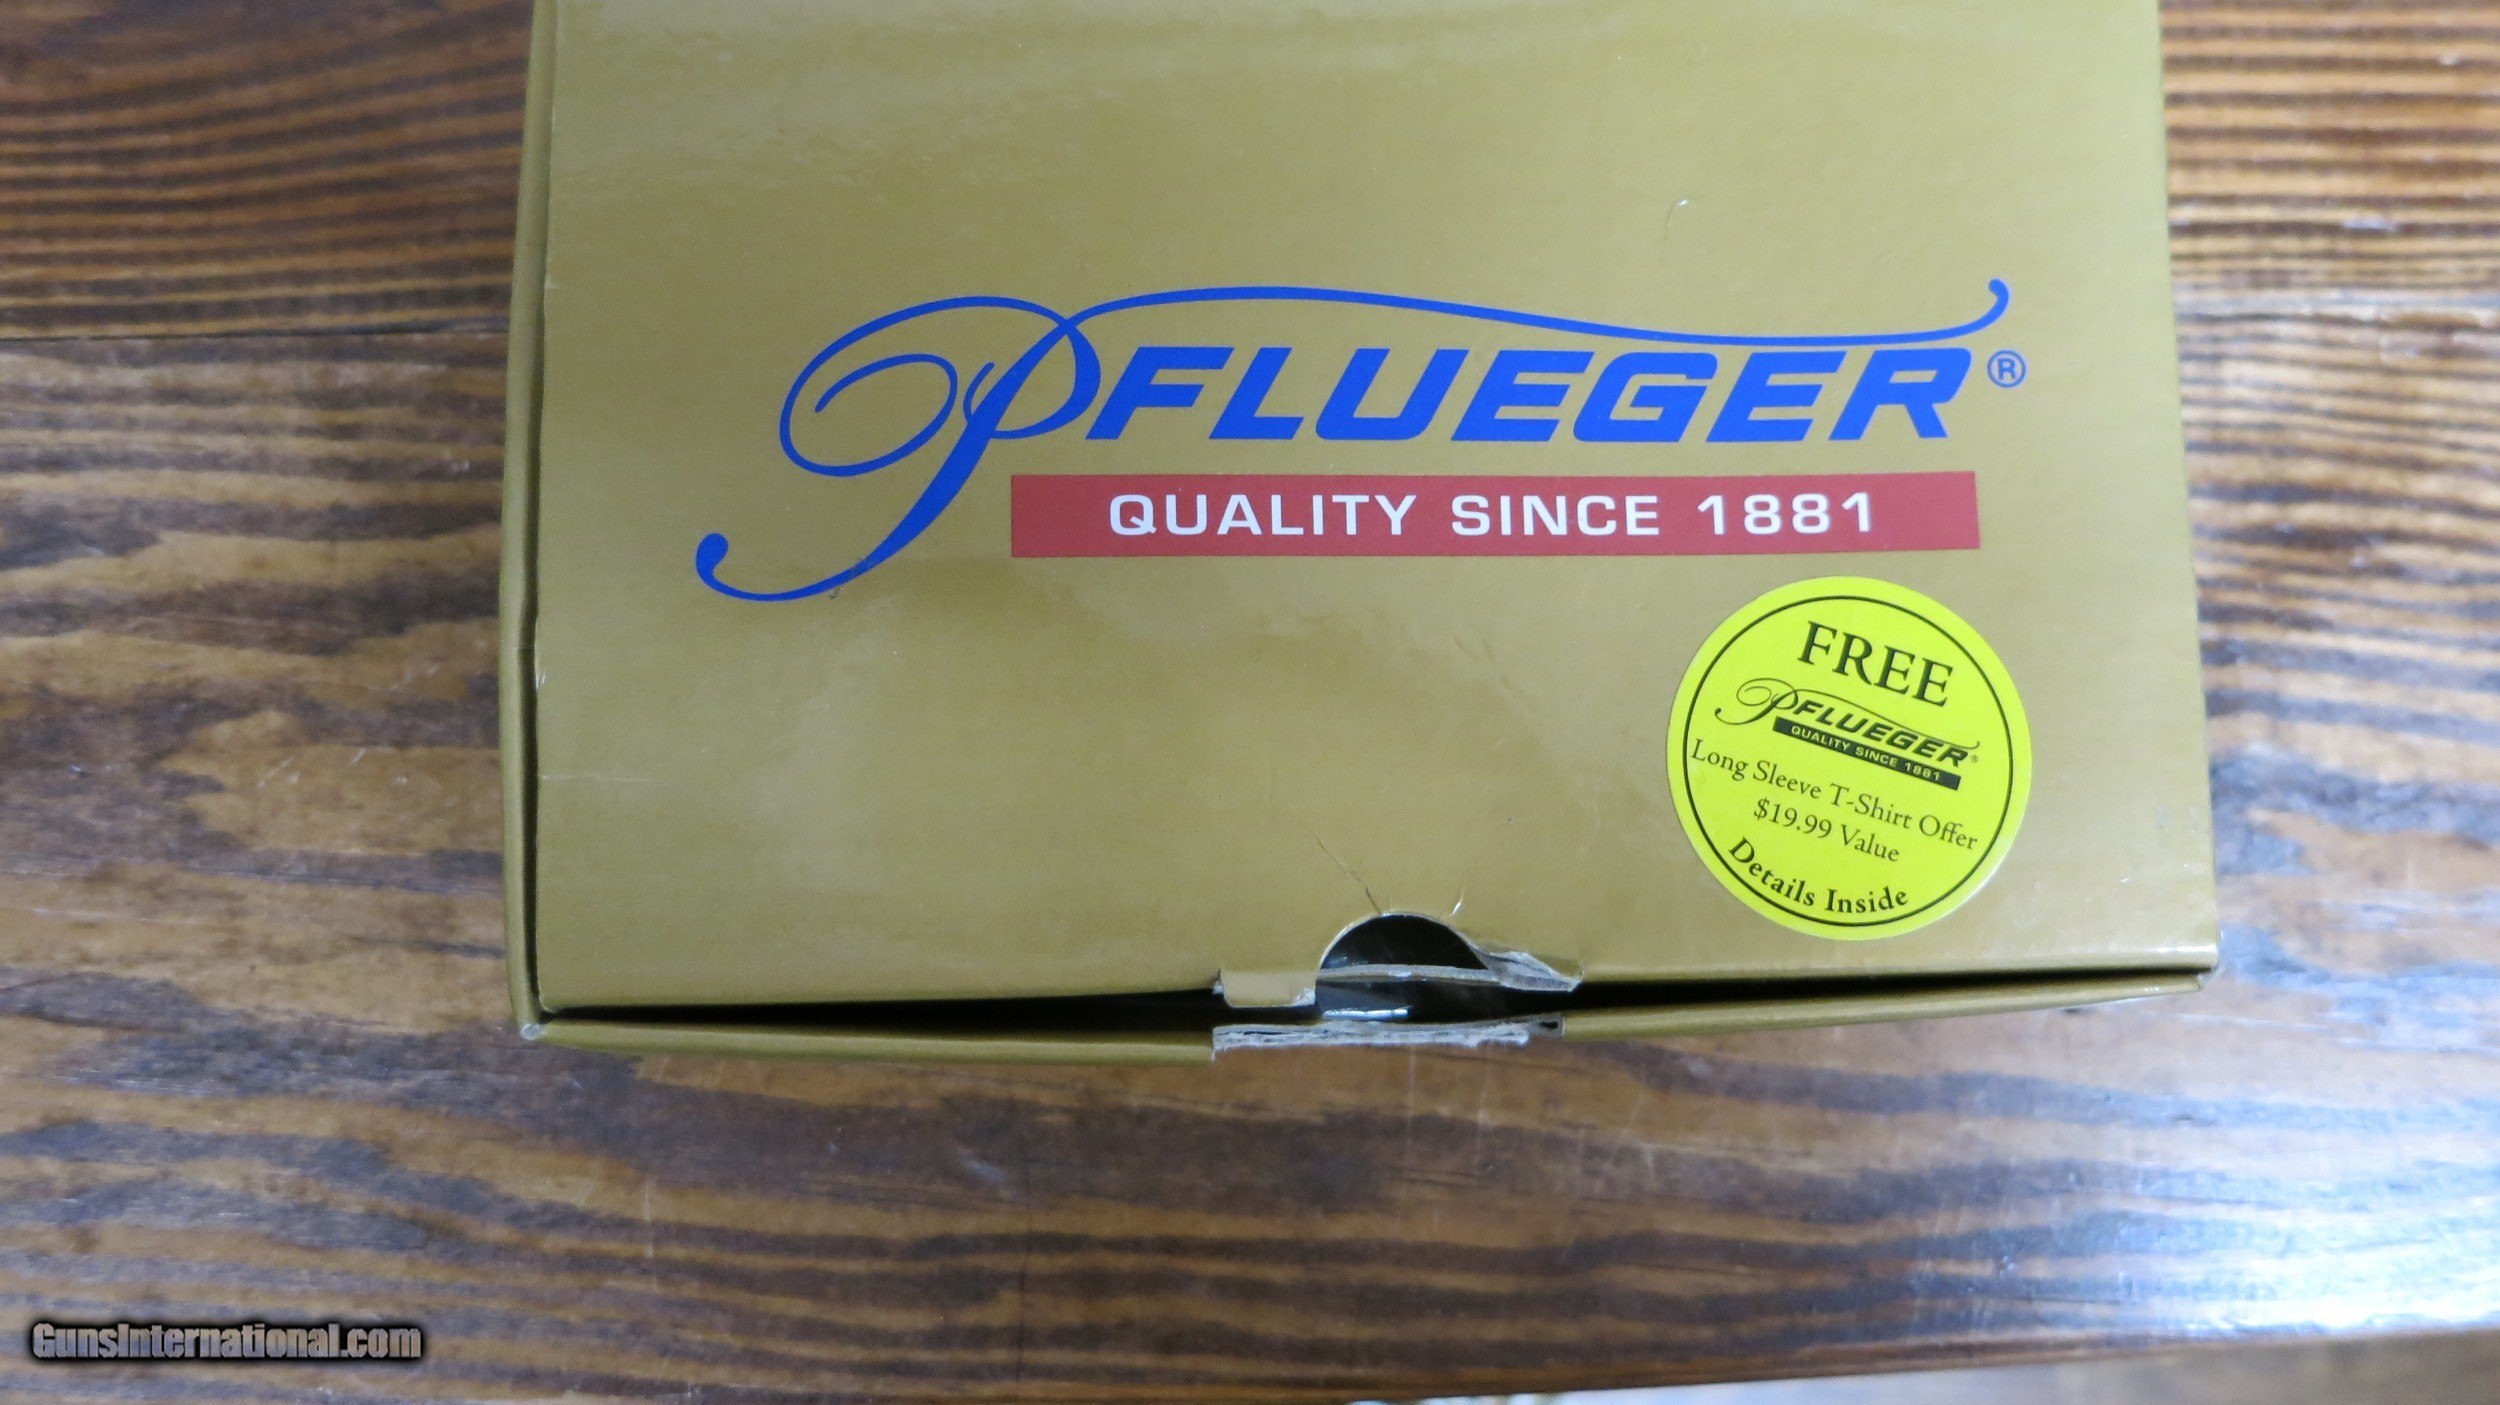 PFLUEGER®
QUALITY SINCE 1881
FREE
PFLUEGER®
QUALITY SINCE 1881
Long Sleeve T-Shirt Offer
$19.99 Value
Details Inside
GunsInternational.com